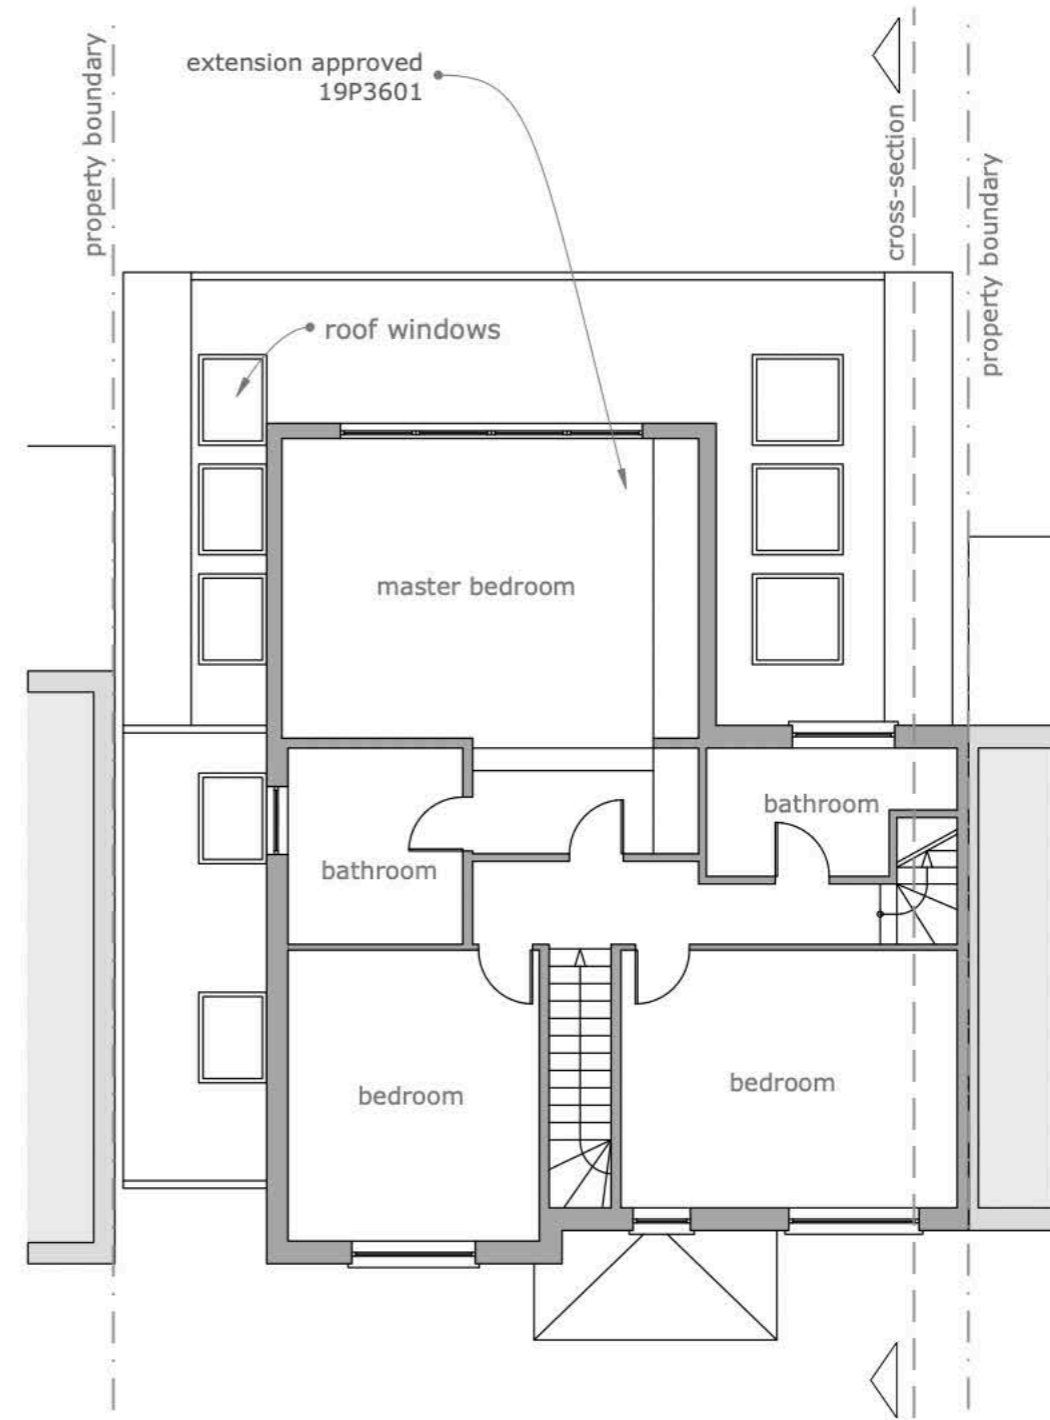 property boundary
extension approved
19P3601
cross-section
property boundary
roof windows
master bedroom
bathroom
bathroom
bedroom
bedroom